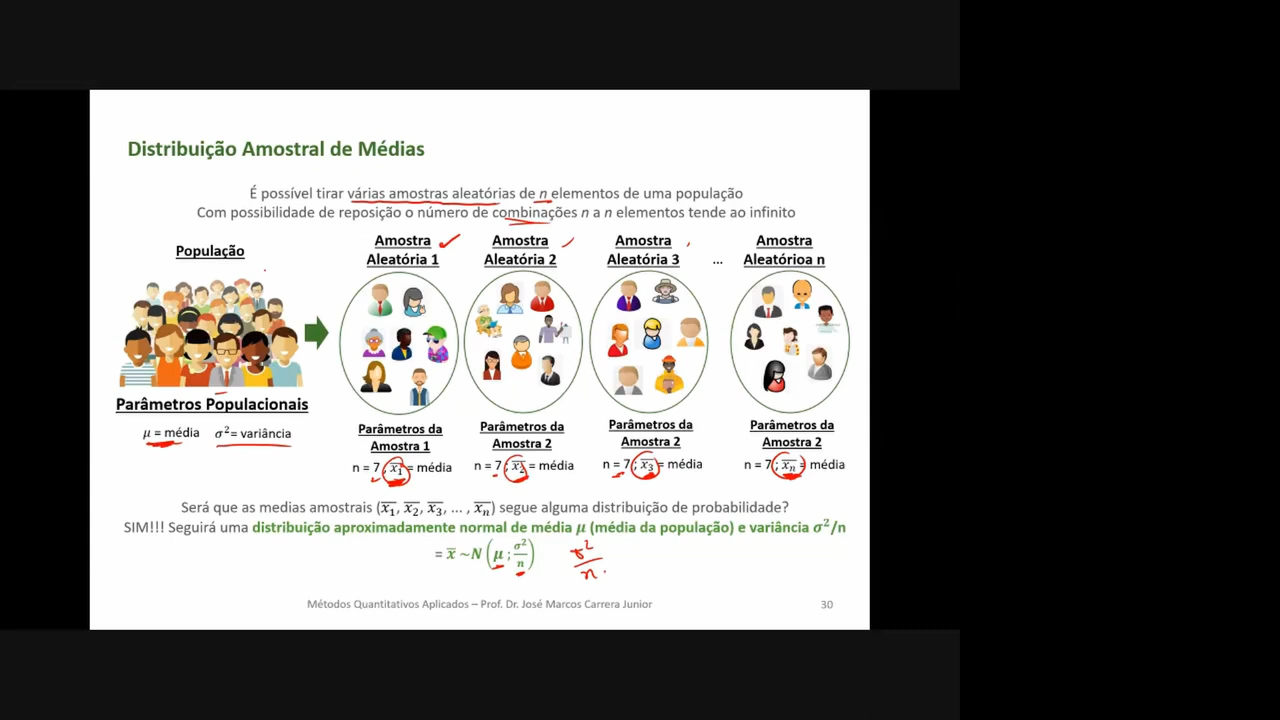 Distribuição Amostral de Médias
É possível tirar várias amostras aleatórias de n elementos de uma população
Com possibilidade de reposição o número de combinações n a n elementos tende ao infinito
População
Amostra
Aleatória 1
Amostra
Aleatória 2
Amostra
Aleatória 3
...
Amostra
Aleatórioa n
Parâmetros Populacionais
μ = média σ²= variância
Parâmetros da
Amostra 1
n = 7 ; x̅₁ = média
Parâmetros da
Amostra 2
n = 7 ; x̅₂ = média
Parâmetros da
Amostra 2
n = 7 ; x̅₃ = média
Parâmetros da
Amostra 2
n = 7 ; x̅ₙ = média
Será que as medias amostrais (x̅₁, x̅₂, x̅₃, ... , x̅ₙ) segue alguma distribuição de probabilidade?
SIM!!! Seguirá uma distribuição aproximadamente normal de média μ (média da população) e variância σ²/n
= x̅ ~N (μ ; σ²/n)
σ²
n
Métodos Quantitativos Aplicados – Prof. Dr. José Marcos Carrera Junior
30